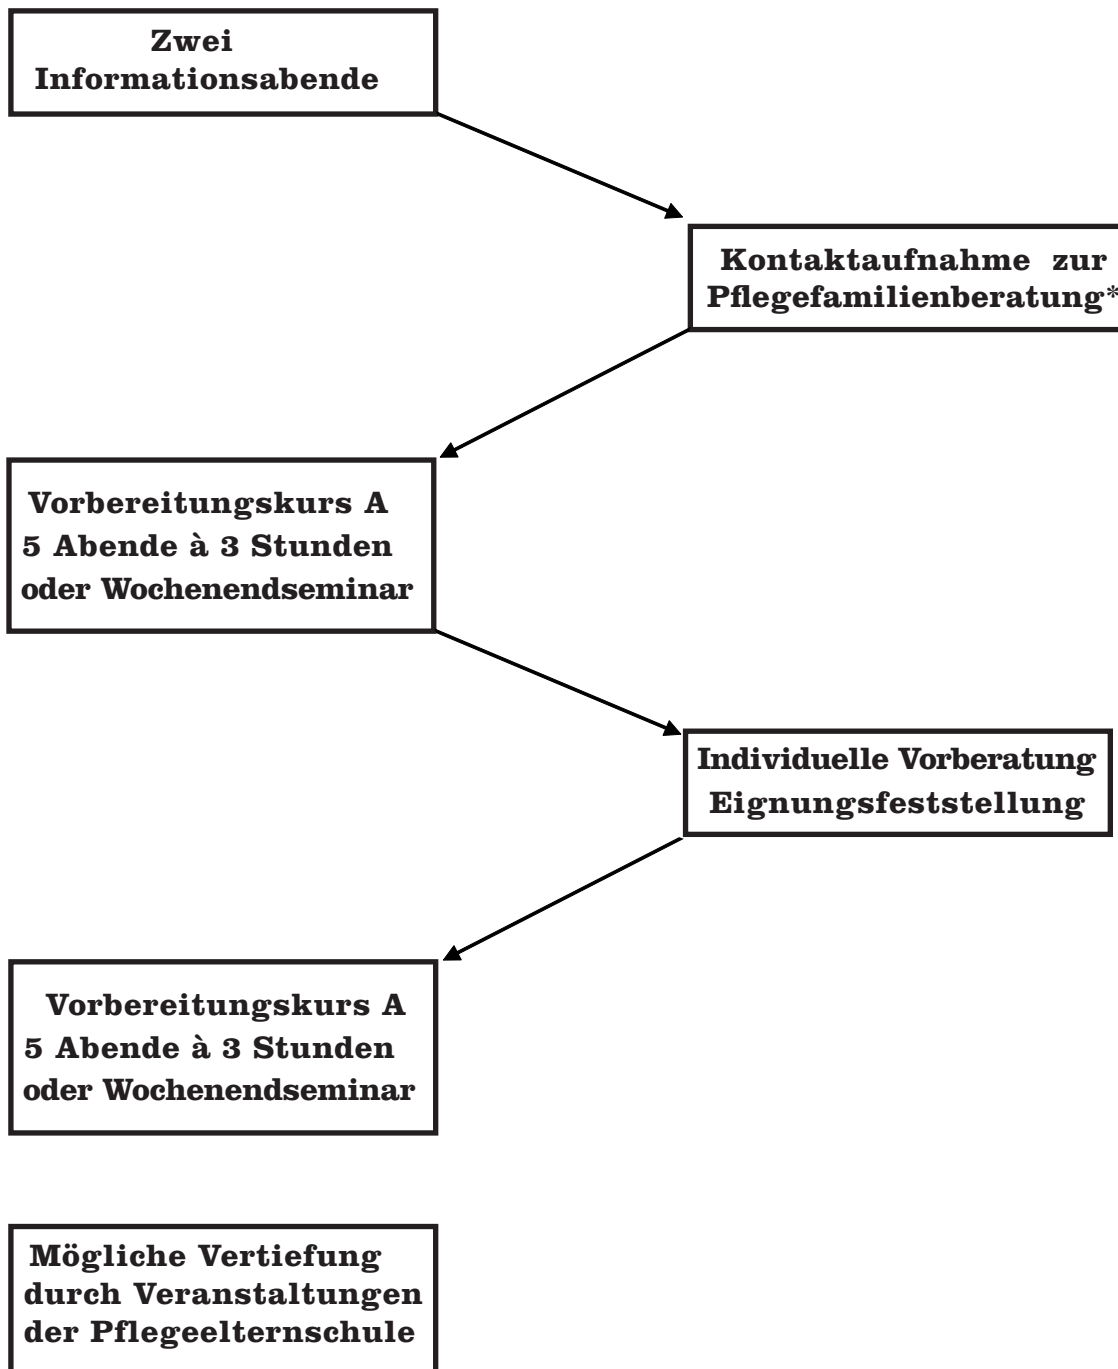 Zwei
Informationsabende
Kontaktaufnahme zur
Pflegefamilienberatung*
Vorbereitungskurs A
5 Abende à 3 Stunden
oder Wochenendseminar
Individuelle Vorberatung
Eignungsfeststellung
Vorbereitungskurs A
5 Abende à 3 Stunden
oder Wochenendseminar
Mögliche Vertiefung
durch Veranstaltungen
der Pflegeelternschule